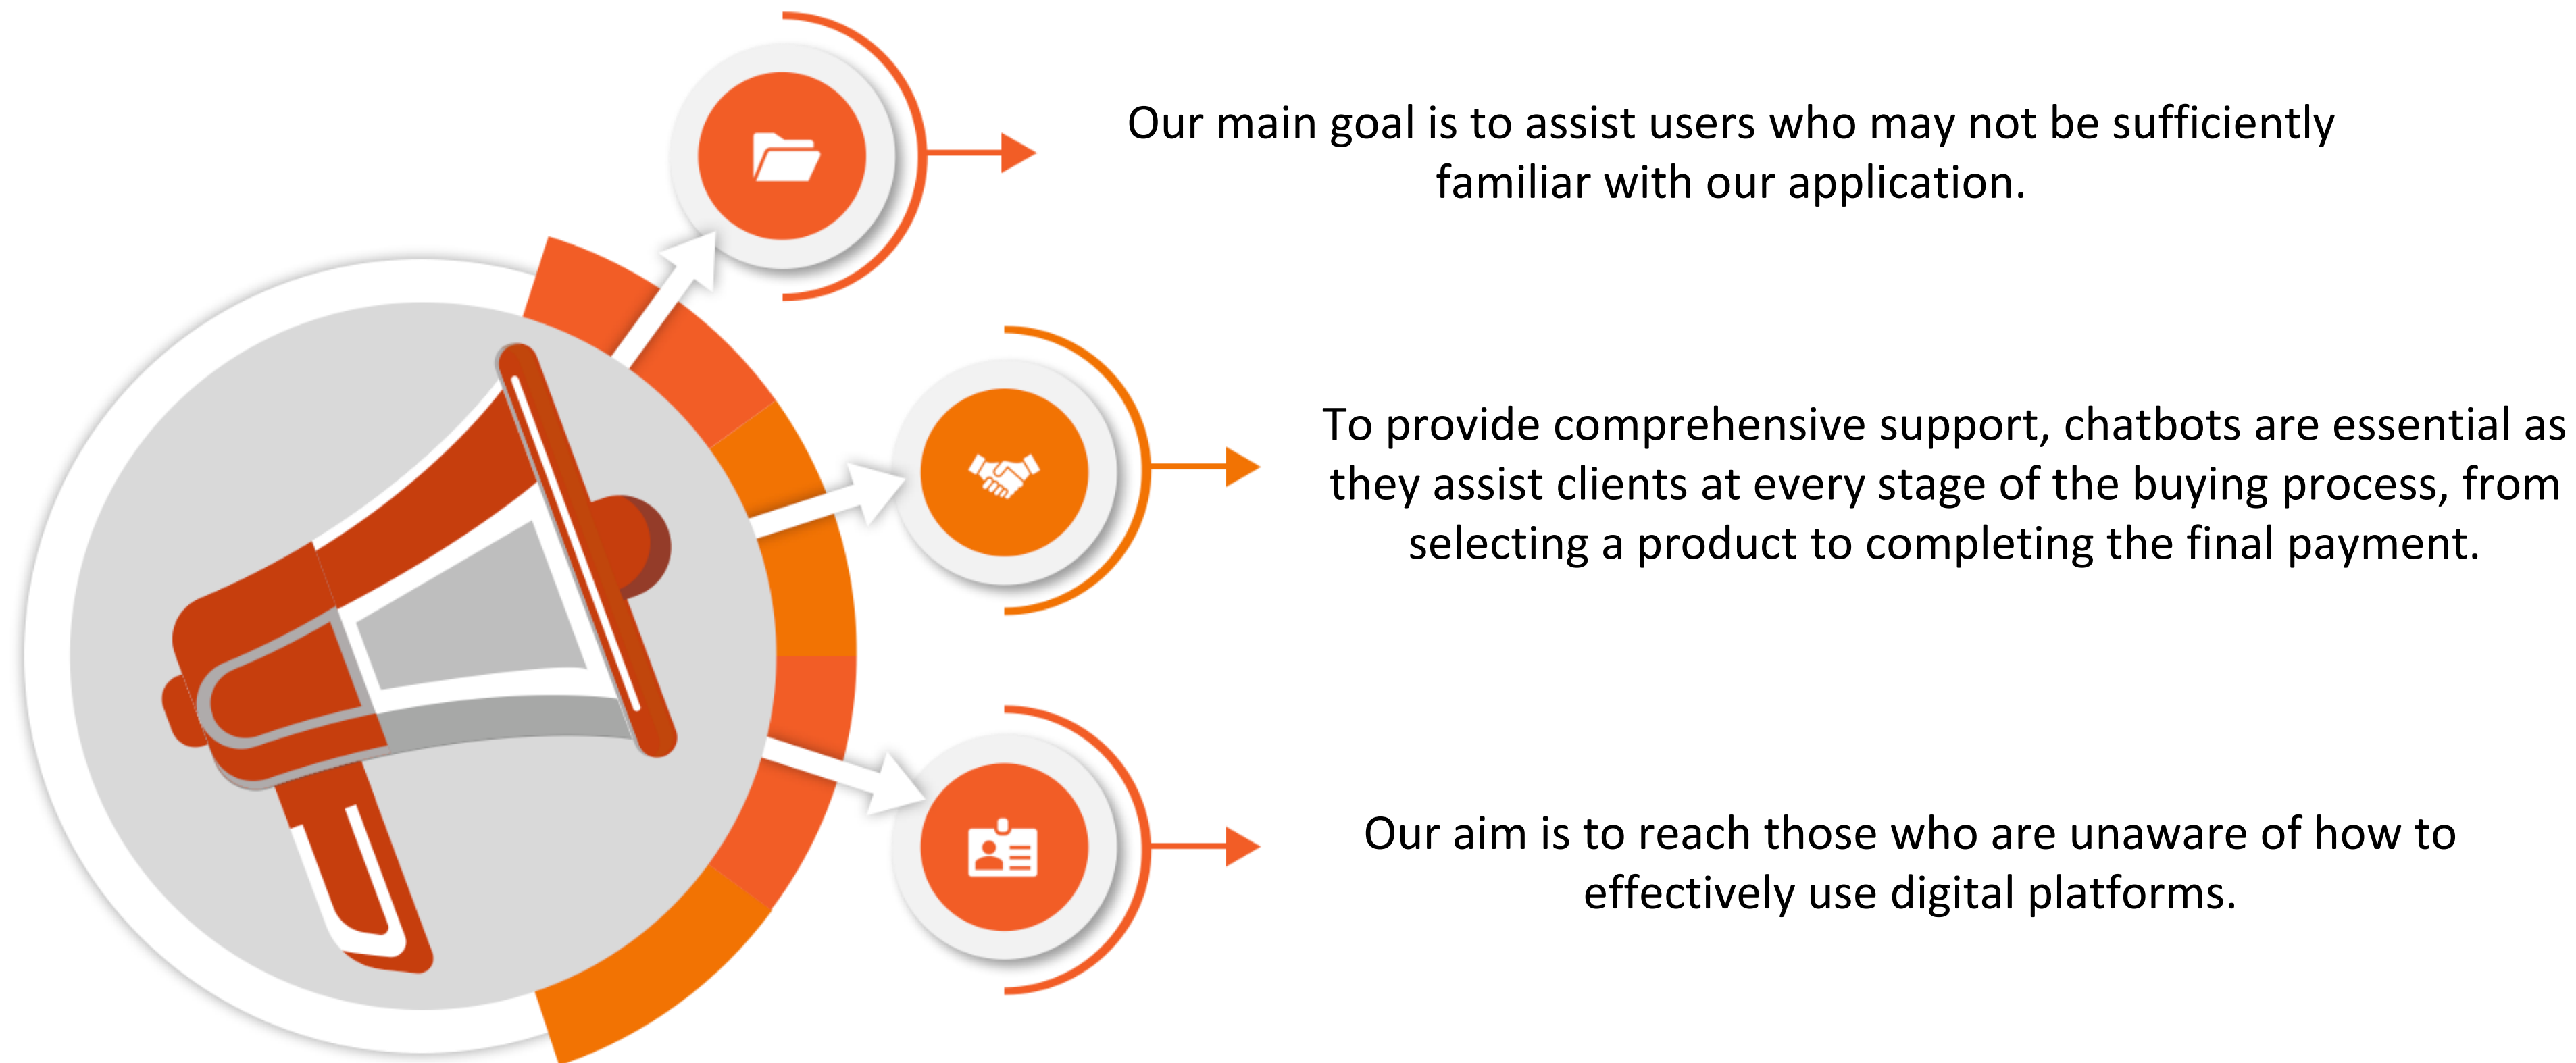 Our main goal is to assist users who may not be sufficiently
familiar with our application.
To provide comprehensive support, chatbots are essential as
they assist clients at every stage of the buying process, from
selecting a product to completing the final payment.
Our aim is to reach those who are unaware of how to
effectively use digital platforms.